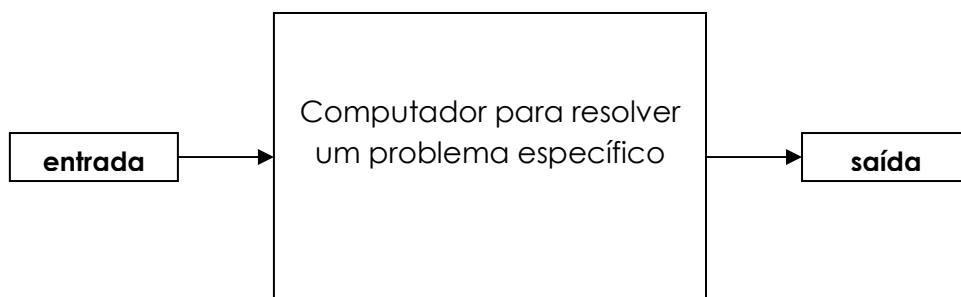 entrada
Computador para resolver
um problema específico
saída